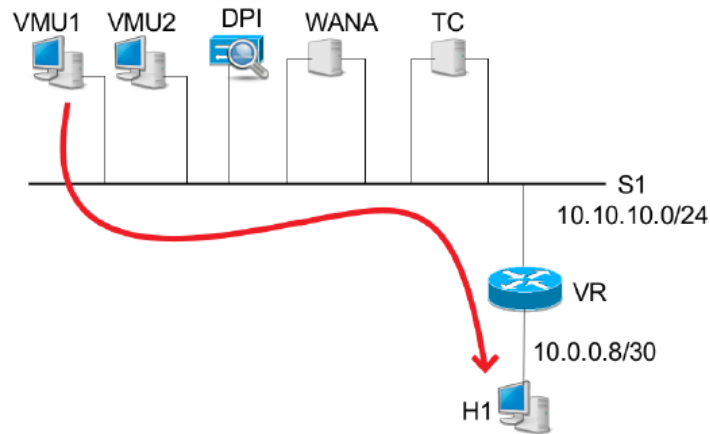 VMU1 VMU2 DPI WANA TC
S1
10.10.10.0/24
VR
10.0.0.8/30
H1